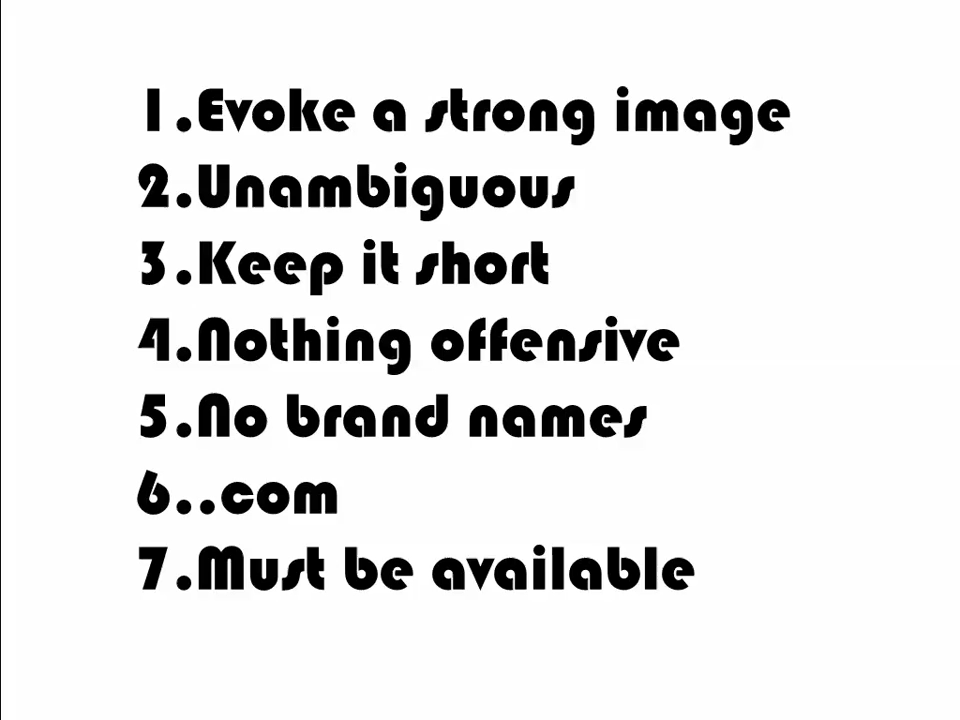 1.Evoke a strong image
2.Unambiguous
3.Keep it short
4.Nothing offensive
5.No brand names
6..com
7.Must be available